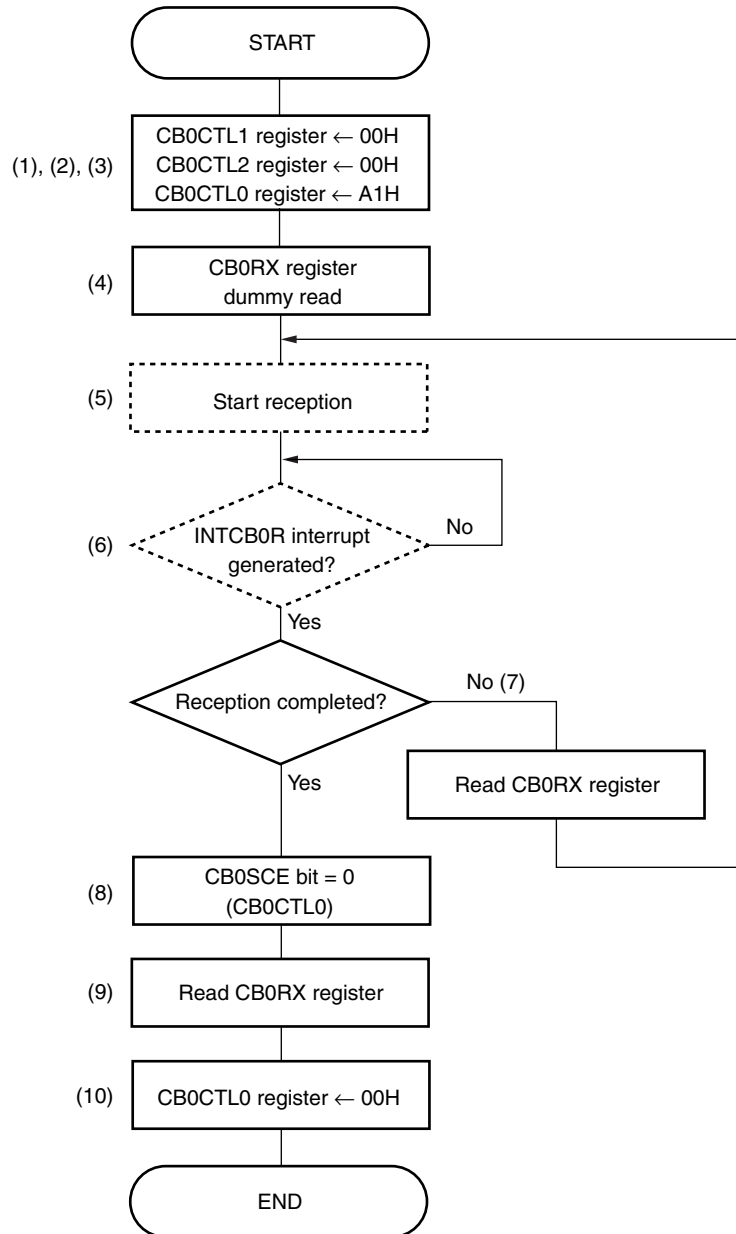 START
(1), (2), (3)
CB0CTL1 register ← 00H
CB0CTL2 register ← 00H
CB0CTL0 register ← A1H
(4)
CB0RX register
dummy read
(5)
Start reception
(6)
INTCB0R interrupt
generated?
No
Yes
Reception completed?
No (7)
Yes
Read CB0RX register
(8)
CB0SCE bit = 0
(CB0CTL0)
(9)
Read CB0RX register
(10)
CB0CTL0 register ← 00H
END